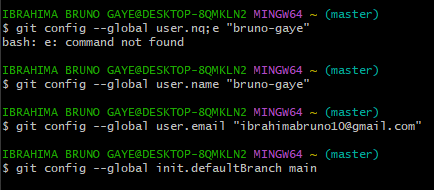 IBRAHIMA BRUNO GAYE@DESKTOP-8QMKLN2 MINGW64 ~ (master)
$ git config --global user.nq;e "bruno-gaye"
bash: e: command not found
IBRAHIMA BRUNO GAYE@DESKTOP-8QMKLN2 MINGW64 ~ (master)
$ git config --global user.name "bruno-gaye"
IBRAHIMA BRUNO GAYE@DESKTOP-8QMKLN2 MINGW64 ~ (master)
$ git config --global user.email "ibrahimabruno10@gmail.com"
IBRAHIMA BRUNO GAYE@DESKTOP-8QMKLN2 MINGW64 ~ (master)
$ git config --global init.defaultBranch main